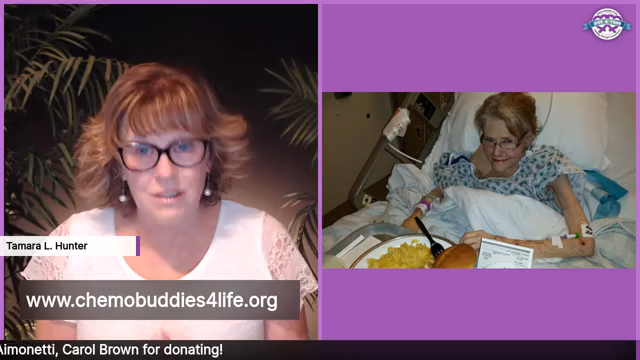 Tamara L. Hunter
www.chemobuddies4life.org
Aimonetti, Carol Brown for donating!